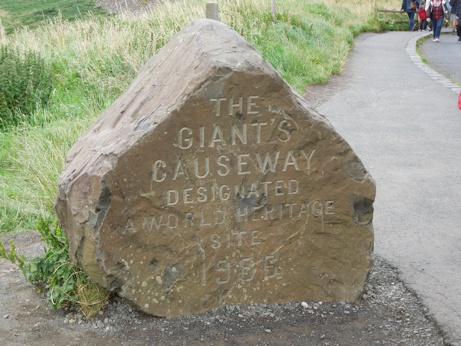 THE
GIANT'S
CAUSEWAY
DESIGNATED
A WORLD HERITAGE
SITE
1986